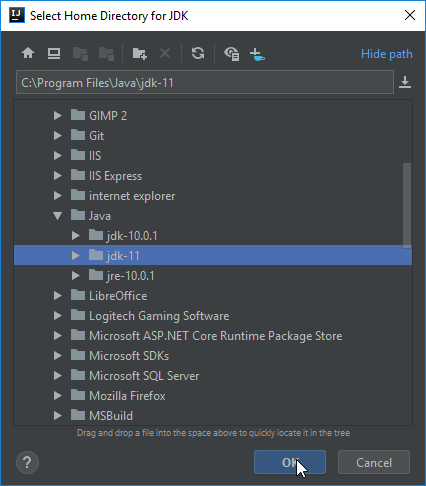 IJ
Select Home Directory for JDK
Hide path
C:\Program Files\Java\jdk-11
GIMP 2
Git
IIS
IIS Express
internet explorer
Java
jdk-10.0.1
jdk-11
jre-10.0.1
LibreOffice
Logitech Gaming Software
Microsoft ASP.NET Core Runtime Package Store
Microsoft SDKs
Microsoft SQL Server
Mozilla Firefox
MSBuild
Drag and drop a file into the space above to quickly locate it in the tree
? OK Cancel